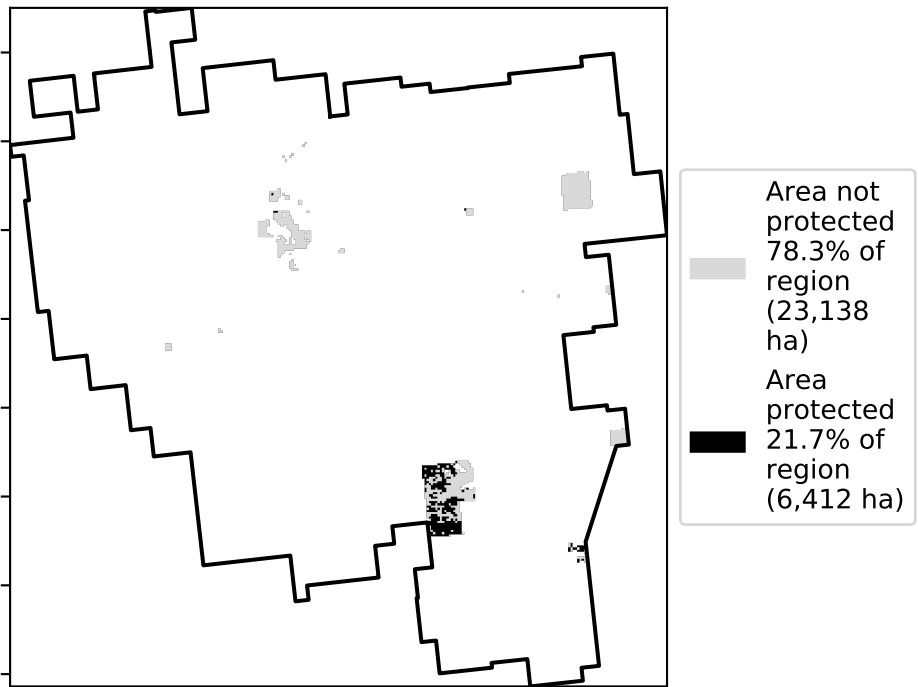 Area not
protected
78.3% of
region
(23,138
ha)
Area
protected
21.7% of
region
(6,412 ha)